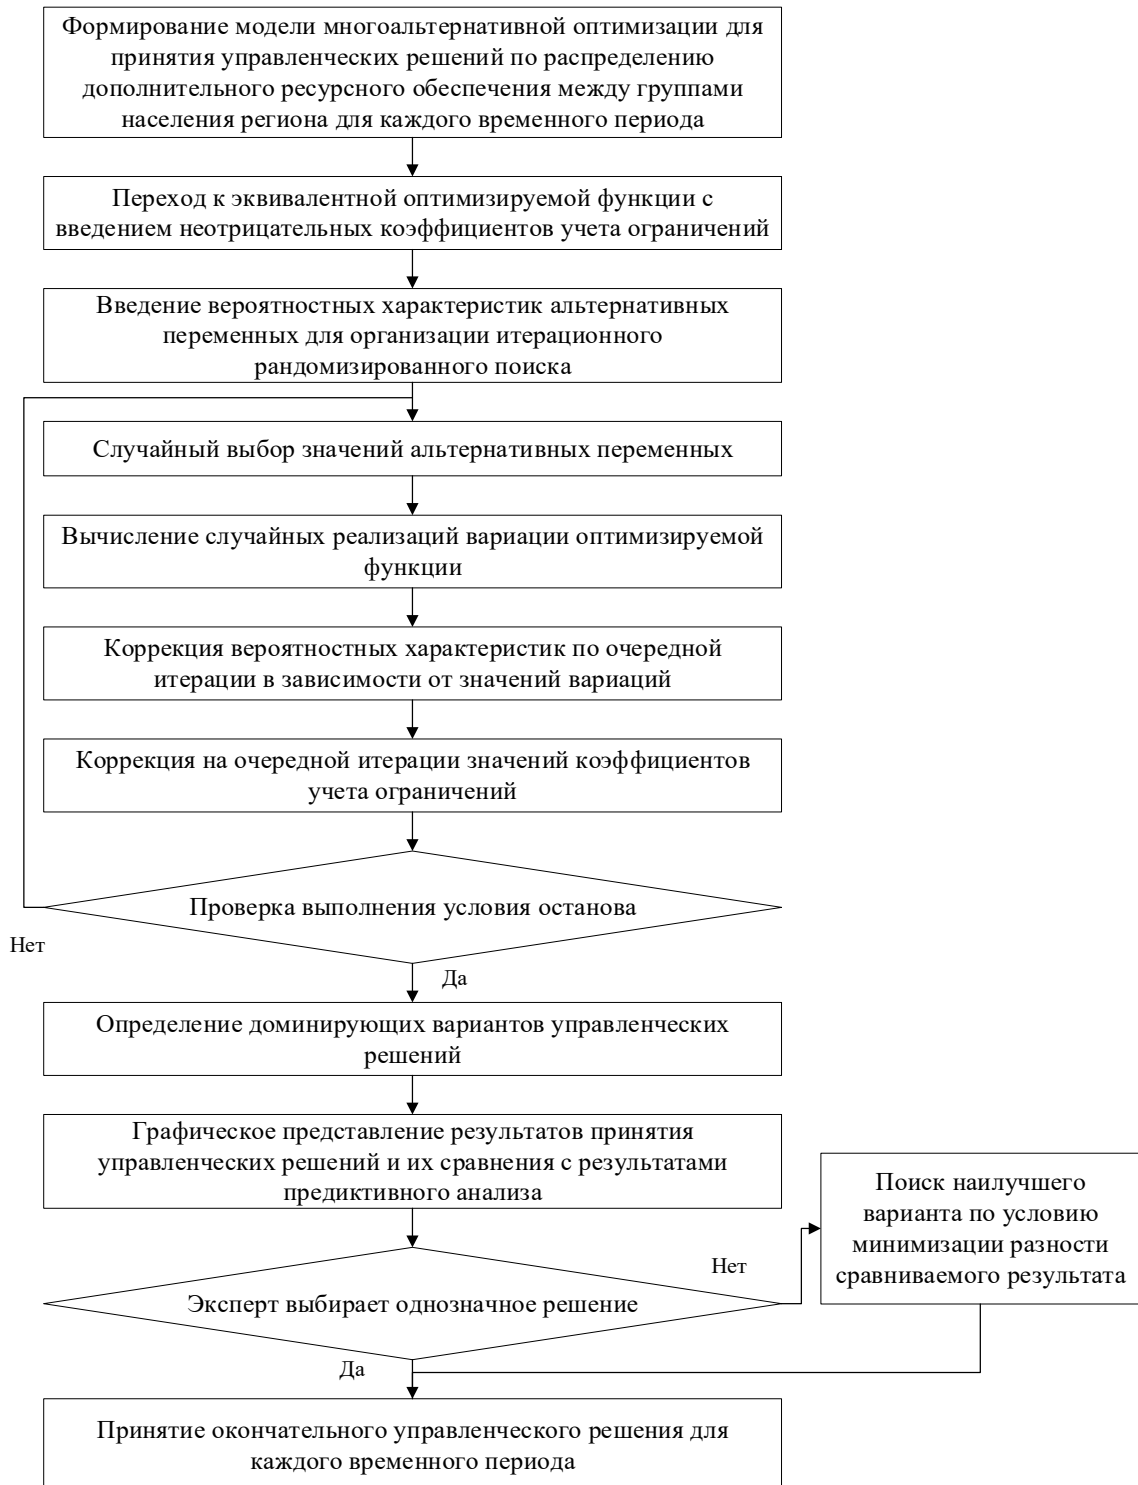 Формирование модели многоальтернативной оптимизации для
принятия управленческих решений по распределению
дополнительного ресурсного обеспечения между группами
населения региона для каждого временного периода
Переход к эквивалентной оптимизируемой функции с
введением неотрицательных коэффициентов учета ограничений
Введение вероятностных характеристик альтернативных
переменных для организации итерационного
рандомизированного поиска
Случайный выбор значений альтернативных переменных
Вычисление случайных реализаций вариации оптимизируемой
функции
Коррекция вероятностных характеристик по очередной
итерации в зависимости от значений вариаций
Коррекция на очередной итерации значений коэффициентов
учета ограничений
Проверка выполнения условия останова
Нет
Да
Определение доминирующих вариантов управленческих
решений
Графическое представление результатов принятия
управленческих решений и их сравнения с результатами
предиктивного анализа
Поиск наилучшего
варианта по условию
минимизации разности
сравниваемого результата
Нет
Эксперт выбирает однозначное решение
Да
Принятие окончательного управленческого решения для
каждого временного периода